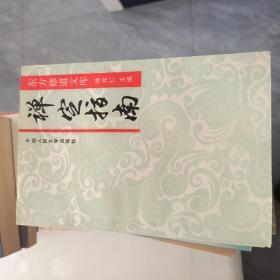 东方修道文库
徐兆仁主编
禅定指南
中国人民大学出版社